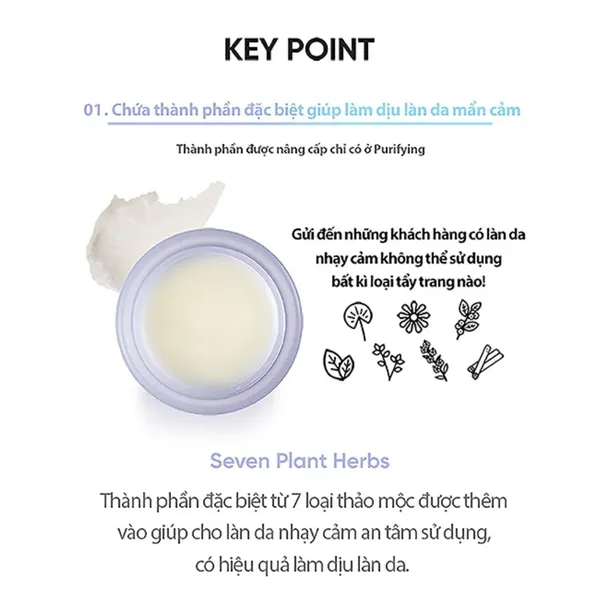 KEY POINT
01. Chứa thành phần đặc biệt giúp làm dịu làn da mẩn cảm
Thành phần được nâng cấp chỉ có ở Purifying
Gửi đến những khách hàng có làn da
nhạy cảm không thể sử dụng
bất kì loại tẩy trang nào!
Seven Plant Herbs
Thành phần đặc biệt từ 7 loại thảo mộc được thêm
vào giúp cho làn da nhạy cảm an tâm sử dụng,
có hiệu quả làm dịu làn da.